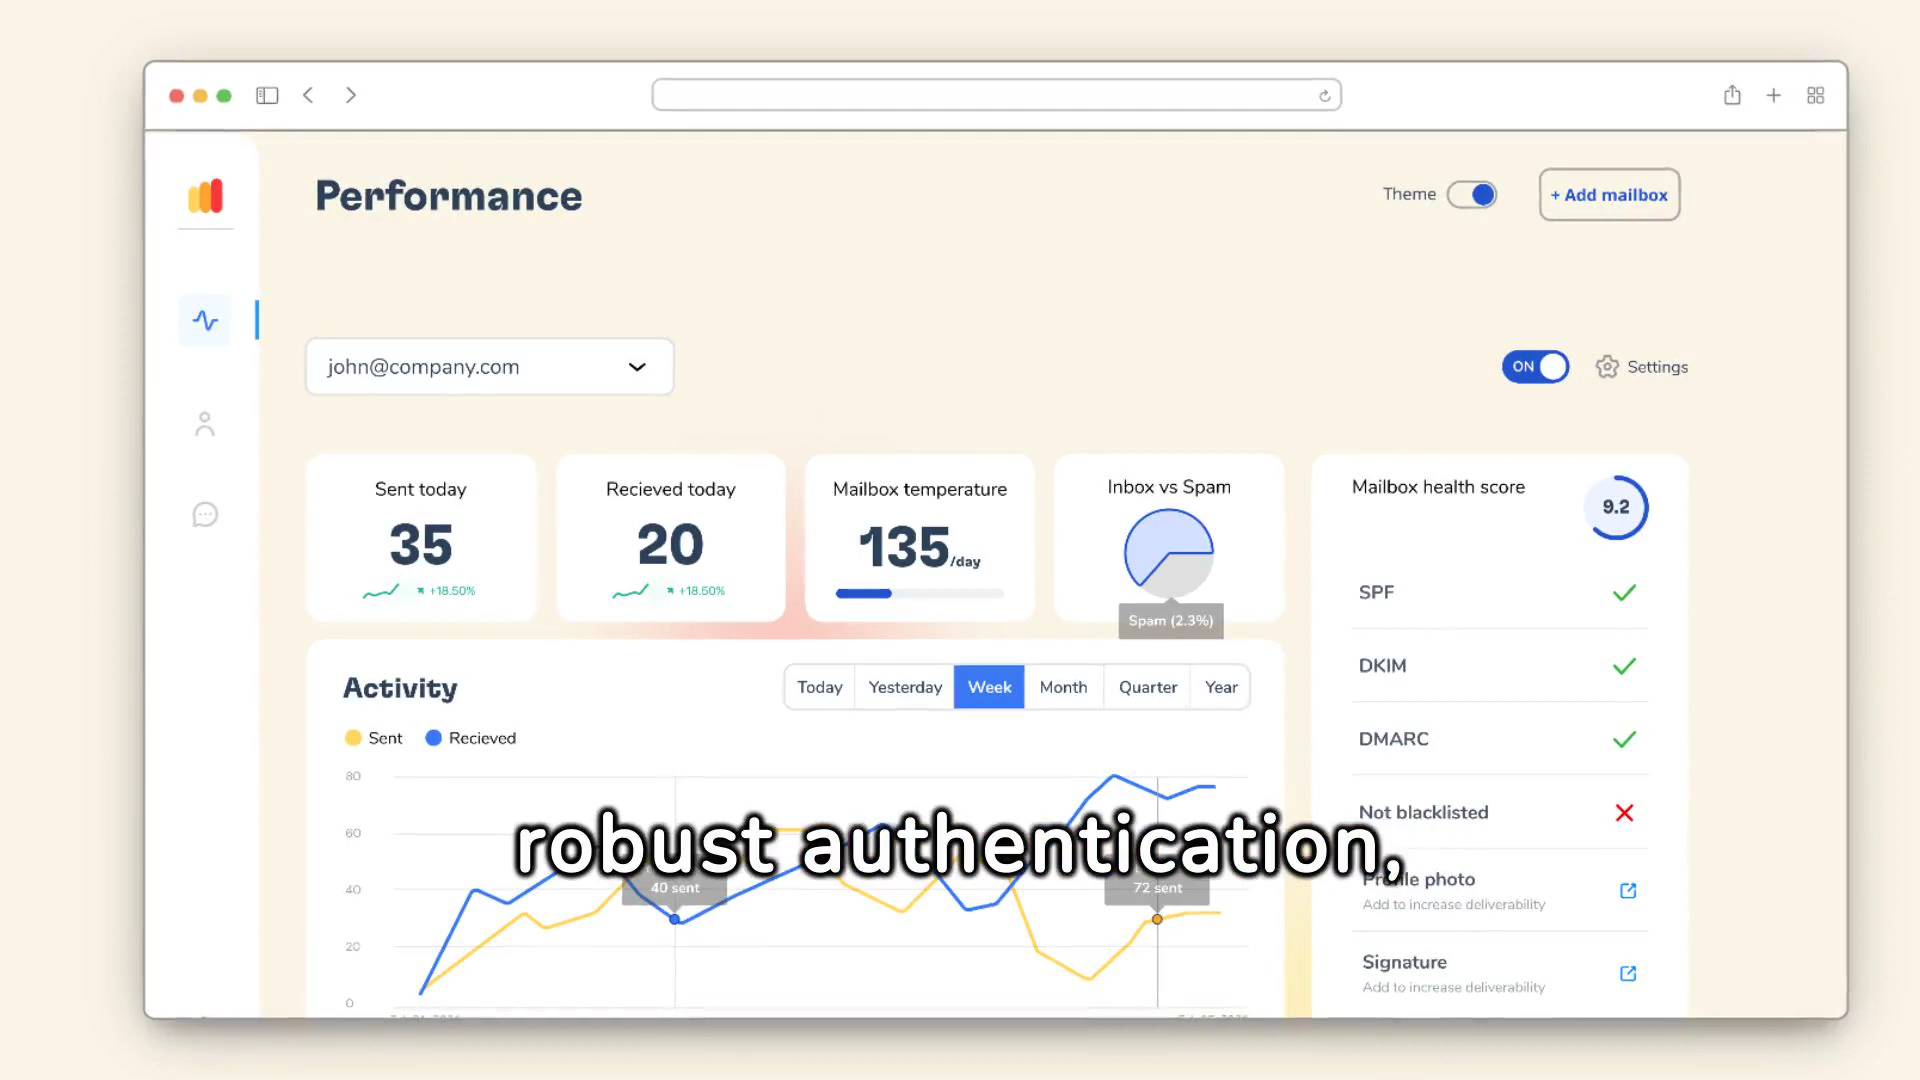 Performance
Theme
+ Add mailbox
john@company.com
ON
Settings
Sent today
35
+18.50%
Recieved today
20
+18.50%
Mailbox temperature
135/day
Inbox vs Spam
Spam (2.3%)
Mailbox health score
9.2
SPF
DKIM
DMARC
Not blacklisted
Profile photo
Add to increase deliverability
Signature
Add to increase deliverability
Activity
Today
Yesterday
Week
Month
Quarter
Year
Sent
Recieved
80
60
40
20
0
40 sent
72 sent
robust authentication,